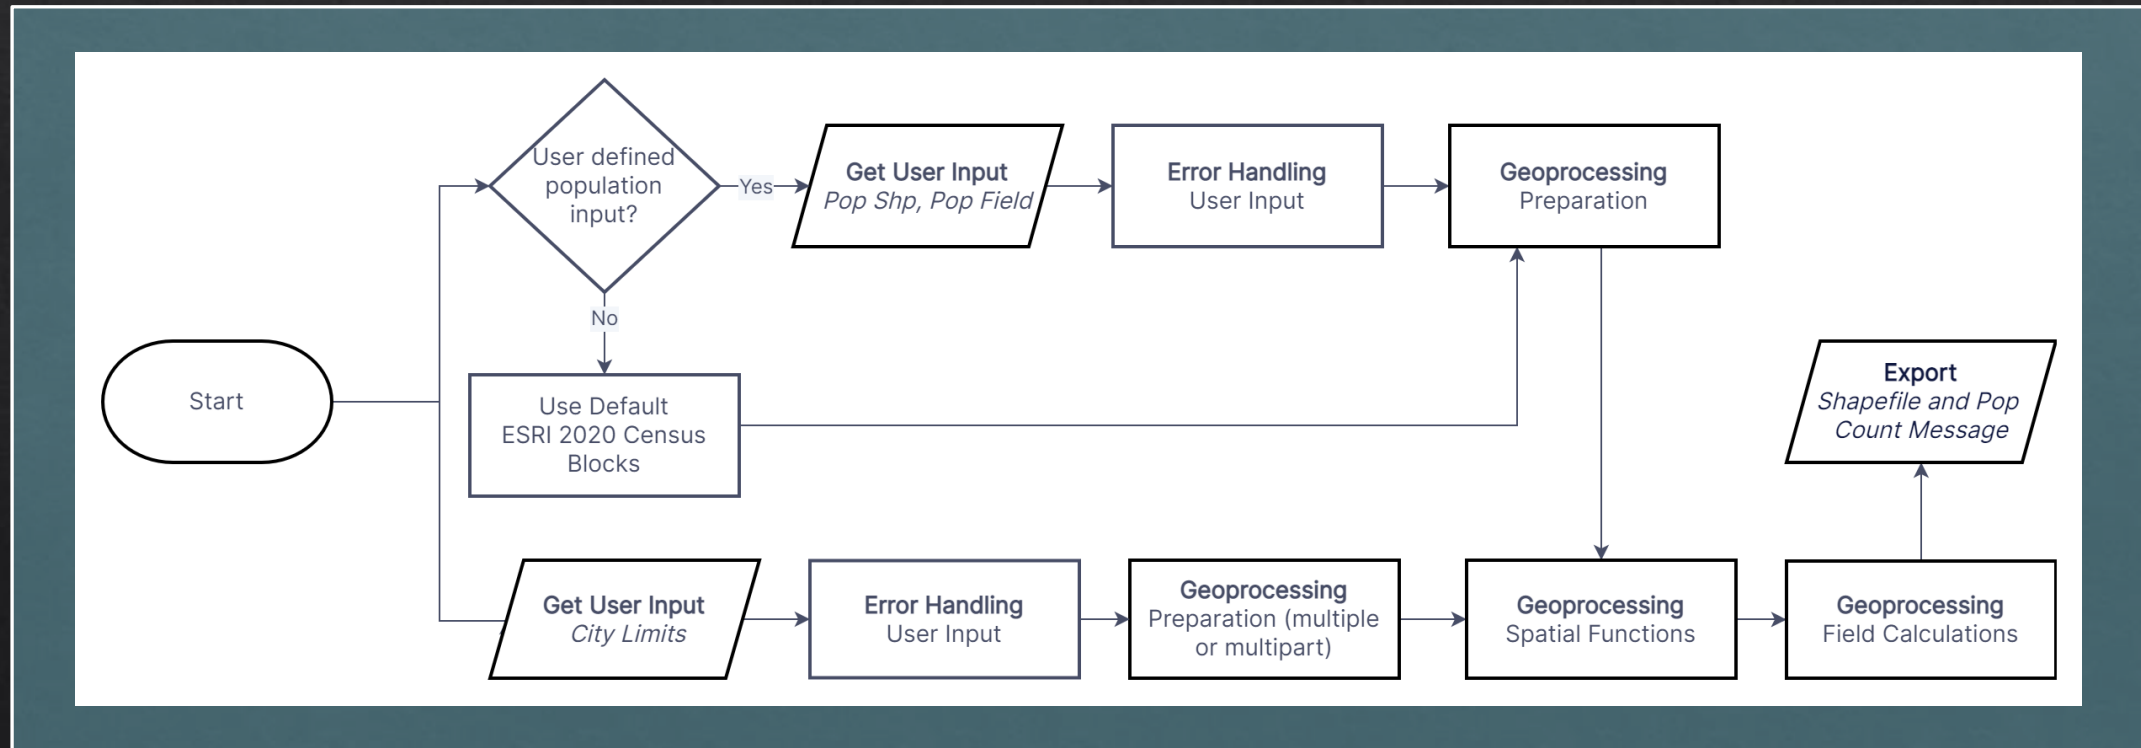 User defined
population
input?
Yes
Get User Input
Pop Shp, Pop Field
Error Handling
User Input
Geoprocessing
Preparation
No
Start
Use Default
ESRI 2020 Census
Blocks
Export
Shapefile and Pop
Count Message
Get User Input
City Limits
Error Handling
User Input
Geoprocessing
Preparation (multiple
or multipart)
Geoprocessing
Spatial Functions
Geoprocessing
Field Calculations